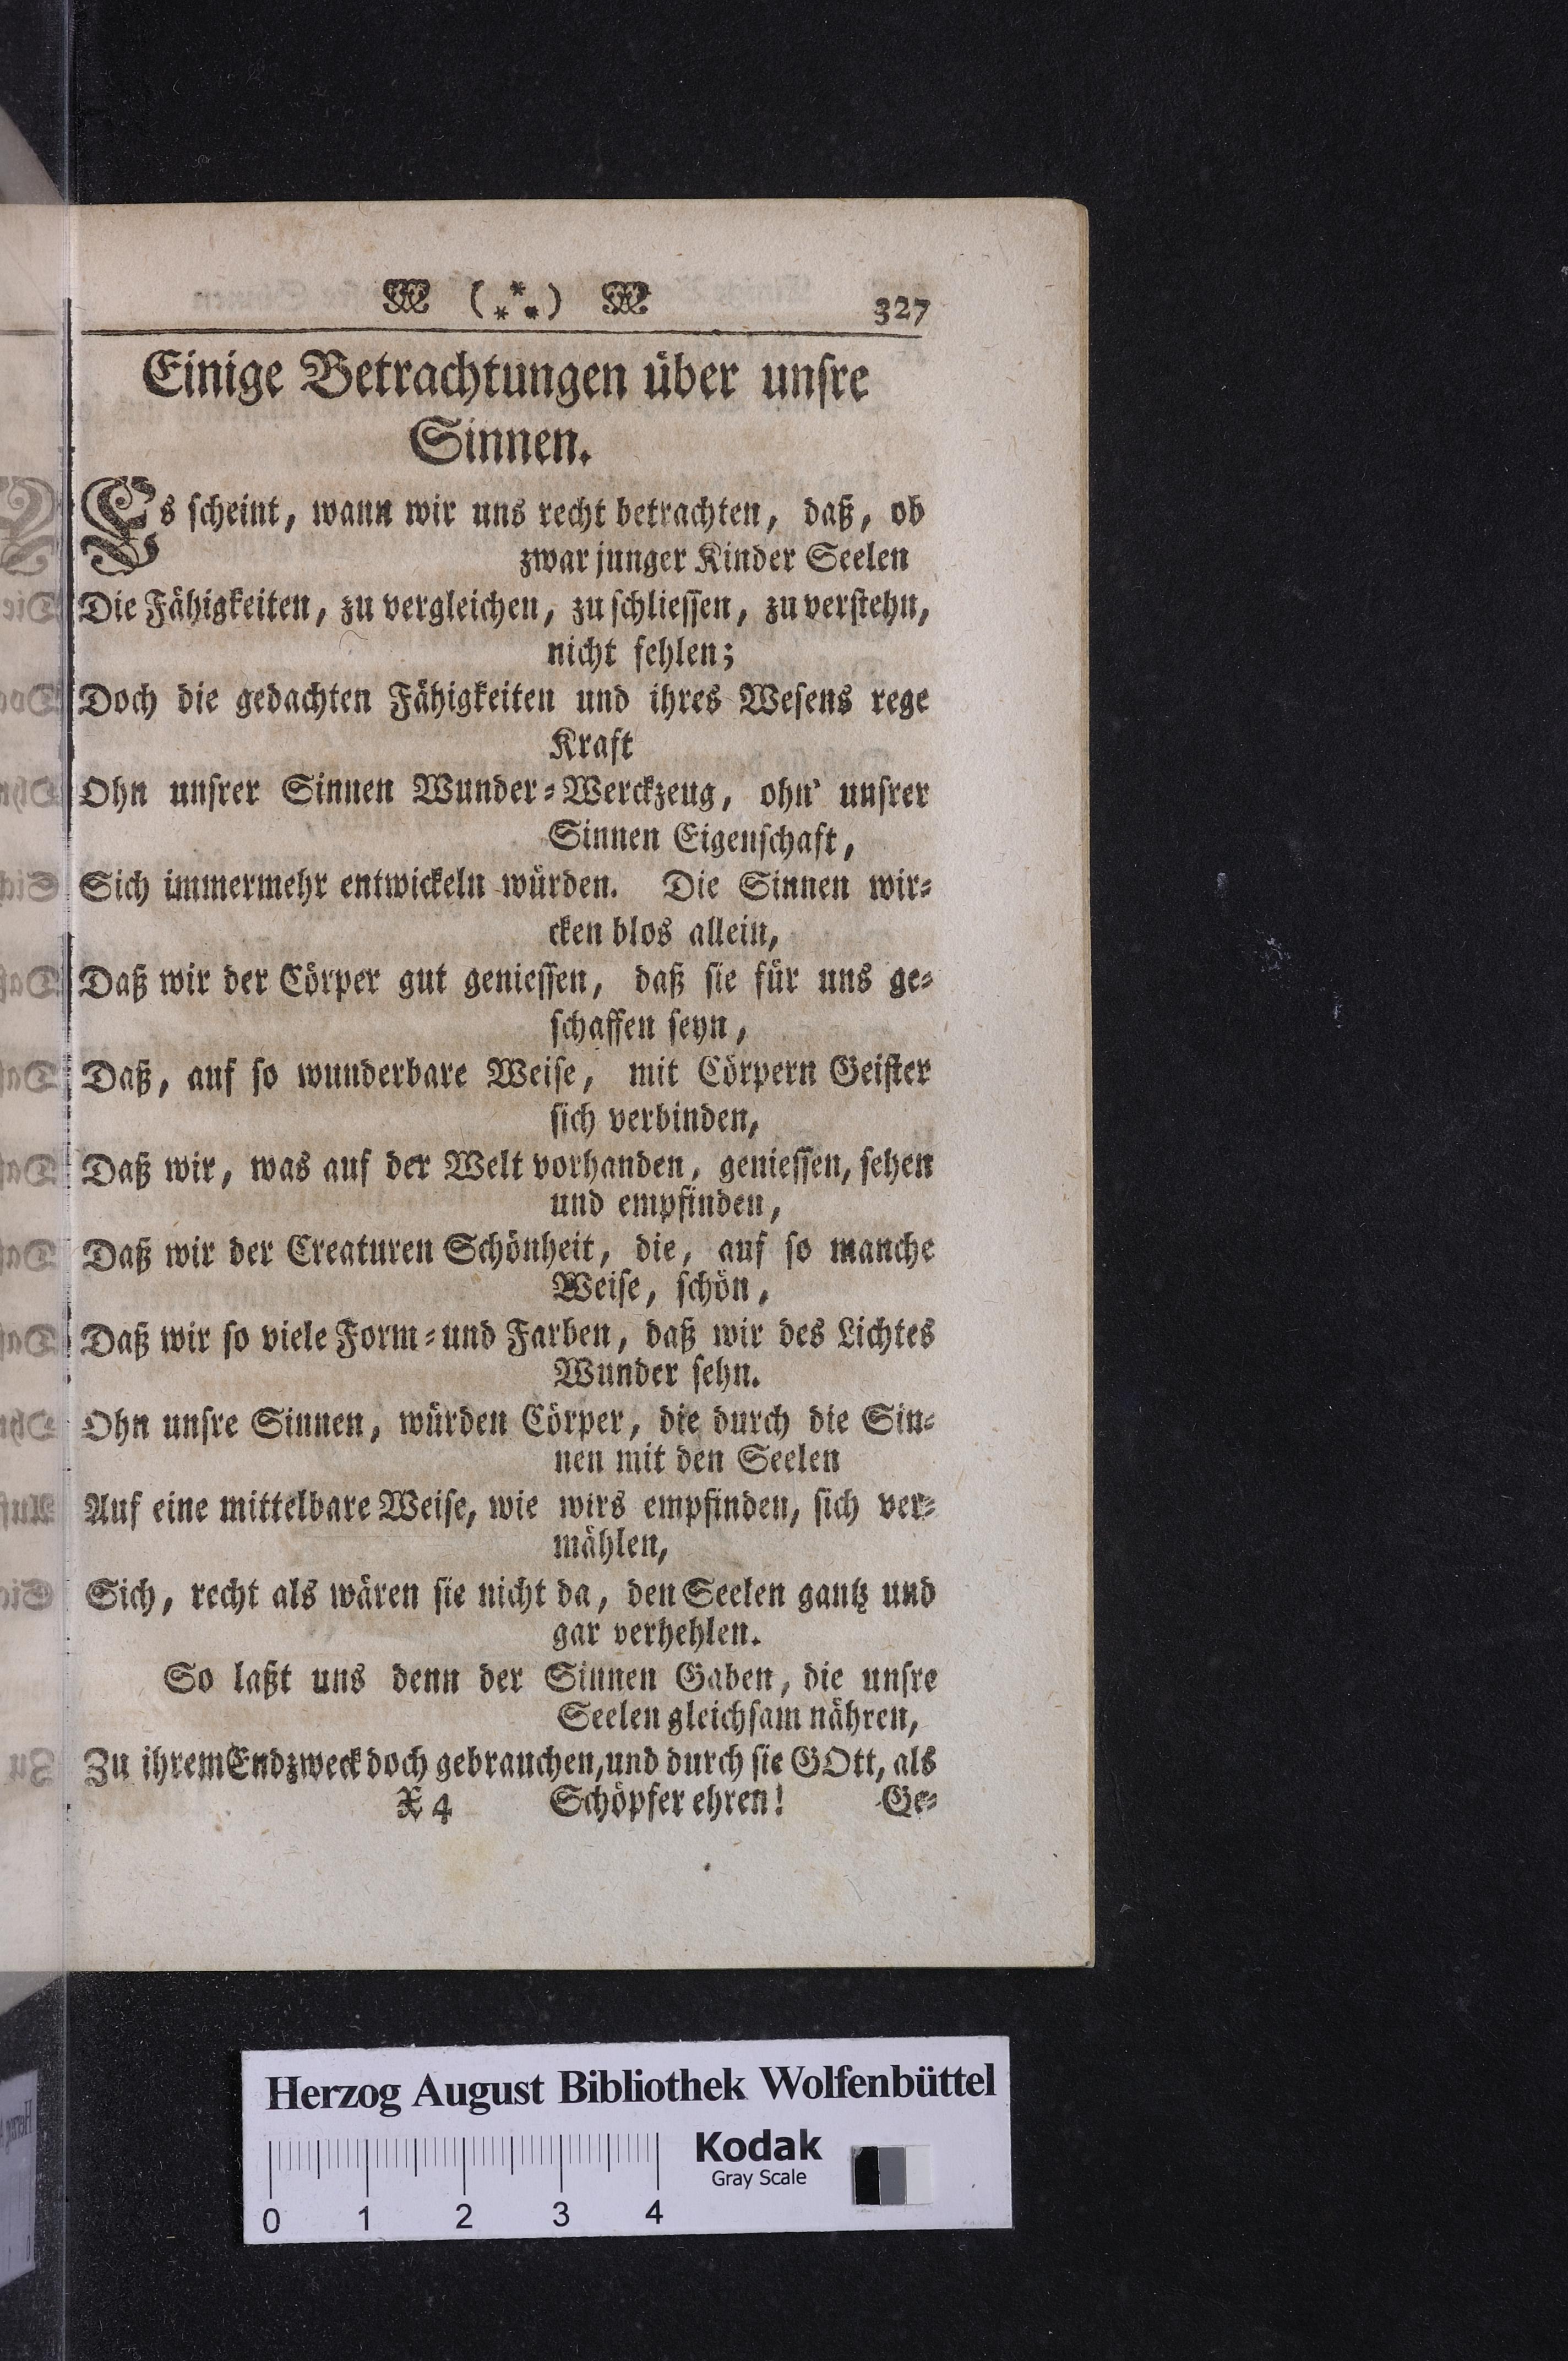 (⁂) 327
Einige Betrachtungen über unſre
Sinnen.
Es ſcheint, wann wir uns recht betrachten, daß, ob
zwar junger Kinder Seelen
Die Fähigkeiten, zu vergleichen, zu ſchlieſſen, zu verſtehn,
nicht fehlen;
Doch die gedachten Fähigkeiten und ihres Weſens rege
Kraft
Ohn unſrer Sinnen Wunder⸗Werckzeug, ohn' unſrer
Sinnen Eigenſchaft,
Sich immermehr entwickeln würden. Die Sinnen wir⸗
cken blos allein,
Daß wir der Cörper gut genieſſen, daß ſie für uns ge⸗
ſchaffen ſeyn,
Daß, auf ſo wunderbare Weiſe, mit Cörpern Geiſter
ſich verbinden,
Daß wir, was auf der Welt vorhanden, genieſſen, ſehen
und empfinden,
Daß wir der Creaturen Schönheit, die, auf ſo manche
Weiſe, ſchön,
Daß wir ſo viele Form⸗und Farben, daß wir des Lichtes
Wunder ſehn.
Ohn unſre Sinnen, würden Cörper, die durch die Sin⸗
nen mit den Seelen
Auf eine mittelbare Weiſe, wie wirs empfinden, ſich ver⸗
mählen,
Sich, recht als wären ſie nicht da, den Seelen gantz und
gar verhehlen.
So laßt uns denn der Sinnen Gaben, die unſre
Seelen gleichſam nähren,
Zu ihrem Endzweck doch gebrauchen, und durch ſie GOtt, als
X 4 Schöpfer ehren! Ge⸗
Herzog August Bibliothek Wolfenbüttel
Kodak
Gray Scale
0 1 2 3 4